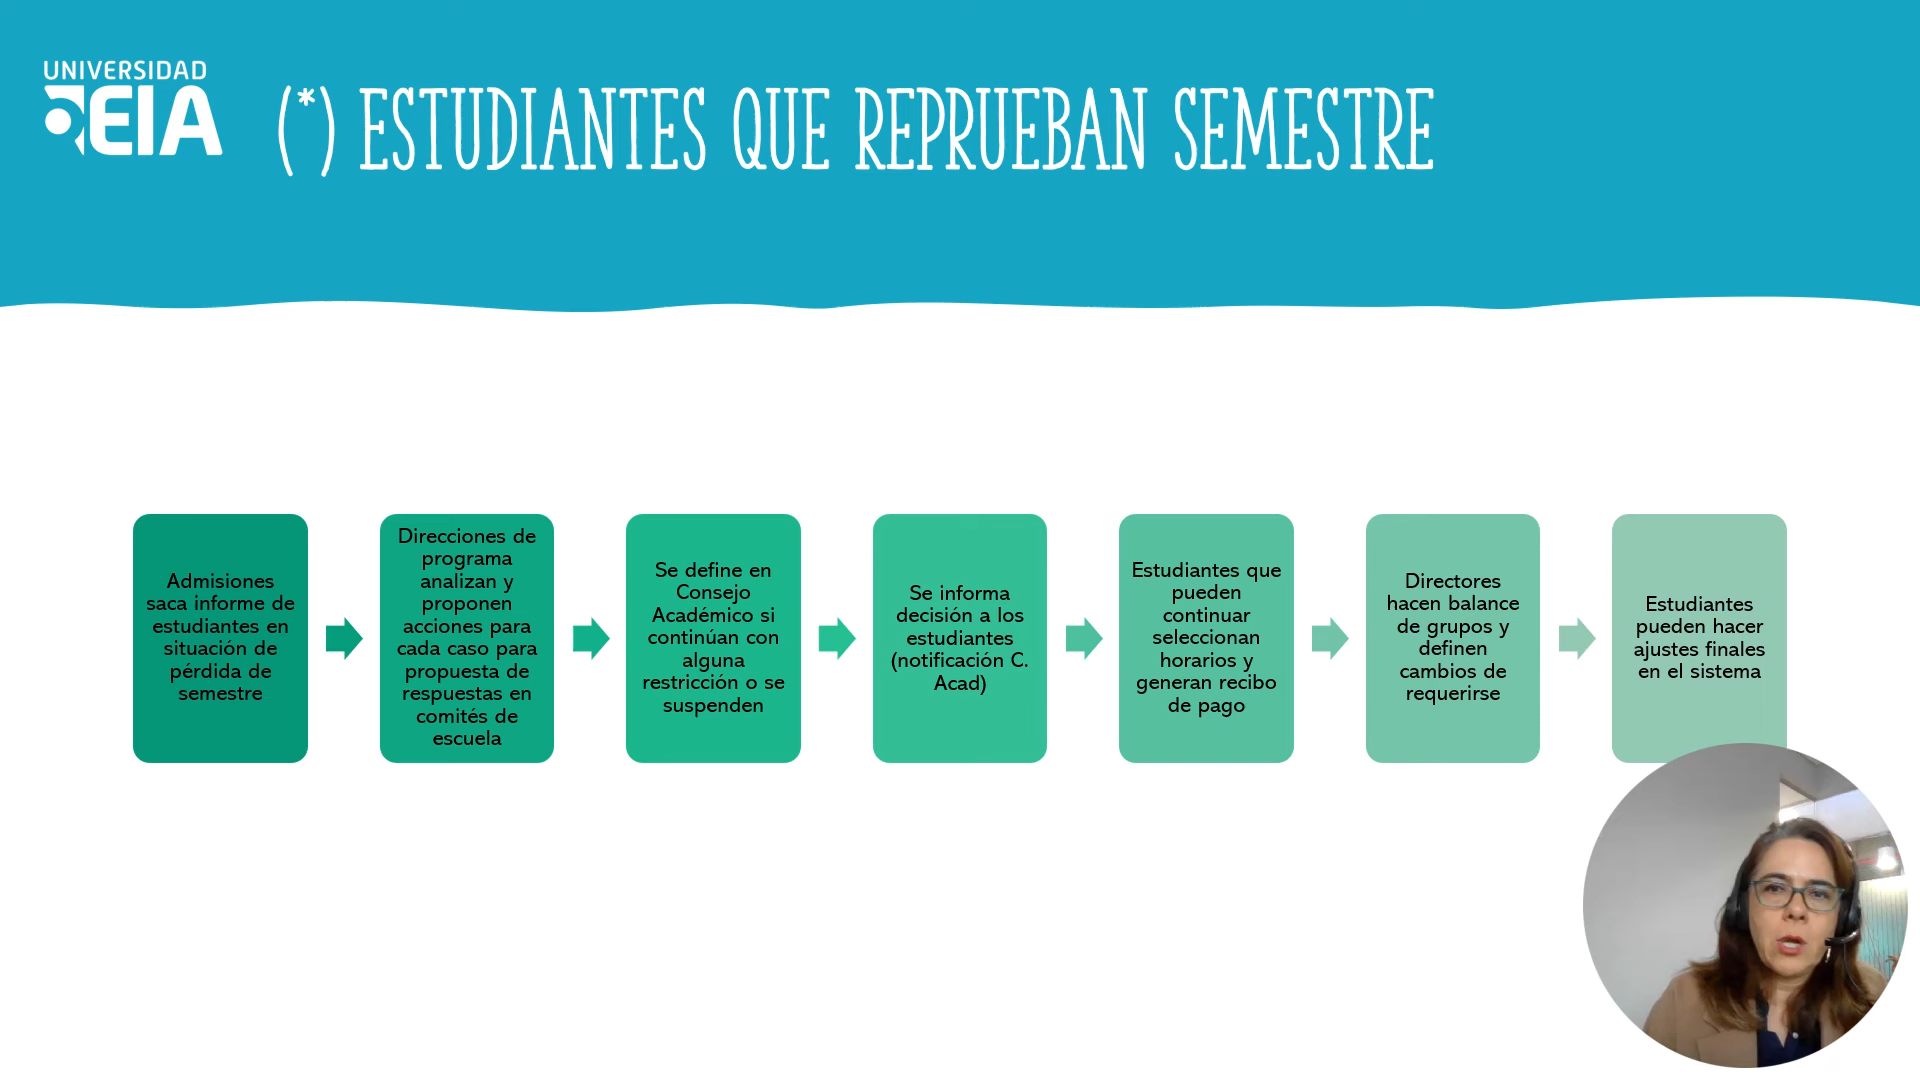 UNIVERSIDAD
EIA
(*) ESTUDIANTES QUE REPRUEBAN SEMESTRE
Admisiones
saca informe de
estudiantes en
situación de
pérdida de
semestre
Direcciones de
programa
analizan y
proponen
acciones para
cada caso para
propuesta de
respuestas en
comités de
escuela
Se define en
Consejo
Académico si
continúan con
alguna
restricción o se
suspenden
Se informa
decisión a los
estudiantes
(notificación C.
Acad)
Estudiantes que
pueden
continuar
seleccionan
horarios y
generan recibo
de pago
Directores
hacen balance
de grupos y
definen
cambios de
requerirse
Estudiantes
pueden hacer
ajustes finales
en el sistema